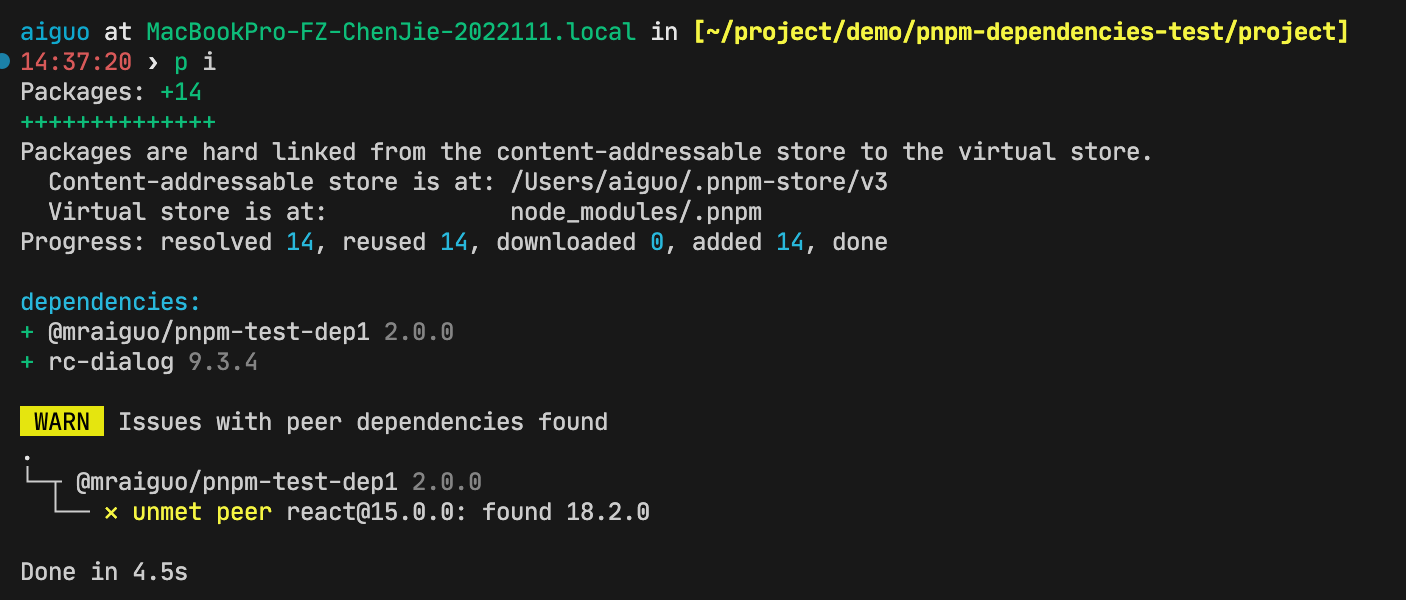 aiguo at MacBookPro-FZ-ChenJie-2022111.local in [~/project/demo/pnpm-dependencies-test/project]
14:37:20 › p i
Packages: +14
++++++++++++++
Packages are hard linked from the content-addressable store to the virtual store.
  Content-addressable store is at: /Users/aiguo/.pnpm-store/v3
  Virtual store is at:             node_modules/.pnpm
Progress: resolved 14, reused 14, downloaded 0, added 14, done
dependencies:
+ @mraiguo/pnpm-test-dep1 2.0.0
+ rc-dialog 9.3.4
WARN Issues with peer dependencies found
.
└─┬ @mraiguo/pnpm-test-dep1 2.0.0
  └── ✕ unmet peer react@15.0.0: found 18.2.0
Done in 4.5s